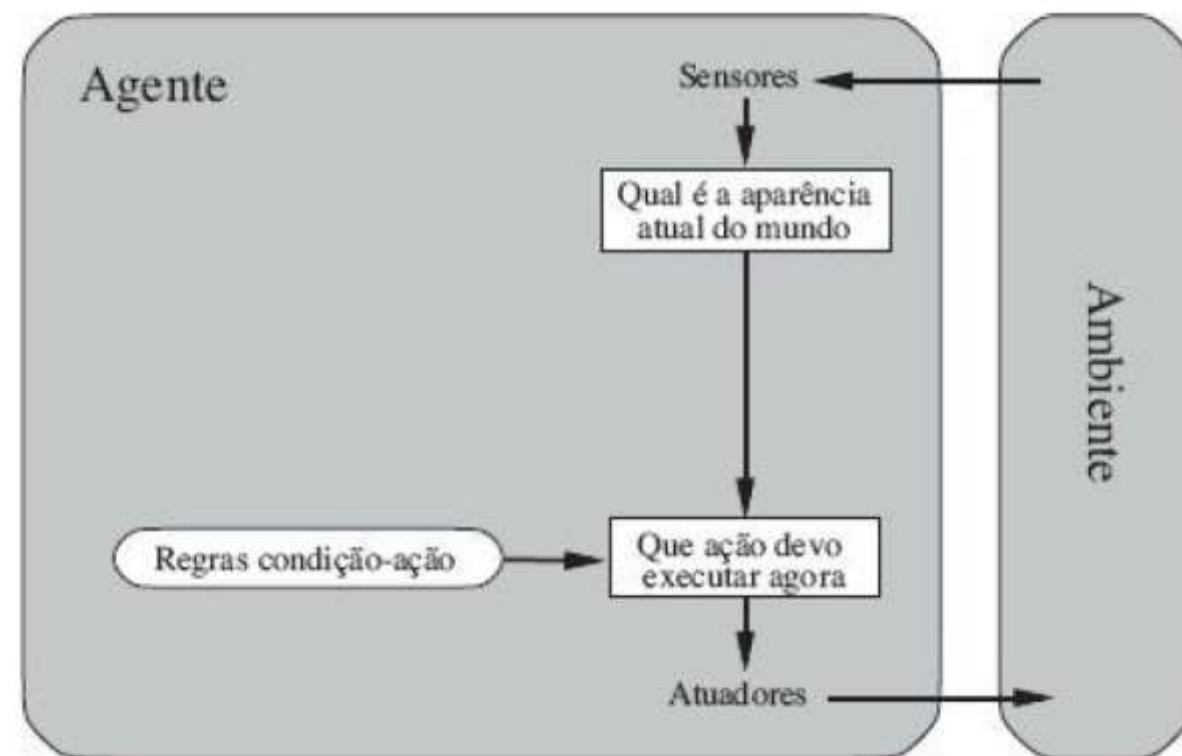 Agente
Sensores
Qual é a aparência
atual do mundo
Ambiente
Regras condição-ação
Que ação devo
executar agora
Atuadores